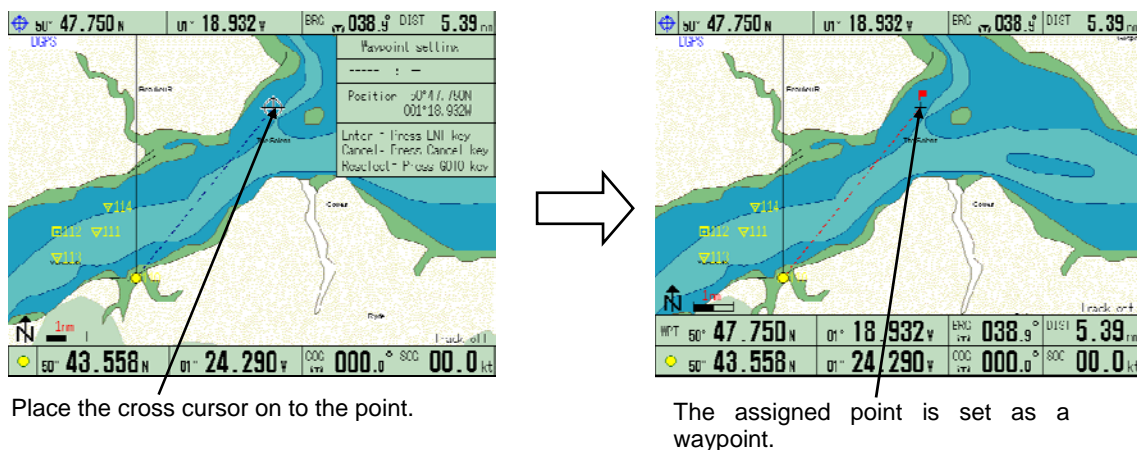 50° 47.750 N 01° 18.932 W BRG (T) 038.9° DIST 5.39 nm
DGPS
Waypoint setting
----- : --
Position 50°47.750N
001°18.932W
Enter - Press ENT key
Cancel- Press Cancel key
Reselect- Press GOTO key
Beaulieu R
The Solent
114
112 111
113
Cowes
Ryde
N 1nm
Track off
50° 43.558 N 01° 24.290 W COG (T) 000.0° SOG 00.0 kt
Place the cross cursor on to the point.
50° 47.750 N 01° 18.932 W BRG (T) 038.9° DIST 5.39 nm
DGPS
Beaulieu R
The Solent
114
112 111
113
Cowes
N 1nm
Track off
WPT 50° 47.750 N 01° 18.932 W BRG (T) 038.9° DIST 5.39 nm
50° 43.558 N 01° 24.290 W COG (T) 000.0° SOG 00.0 kt
The assigned point is set as a
waypoint.